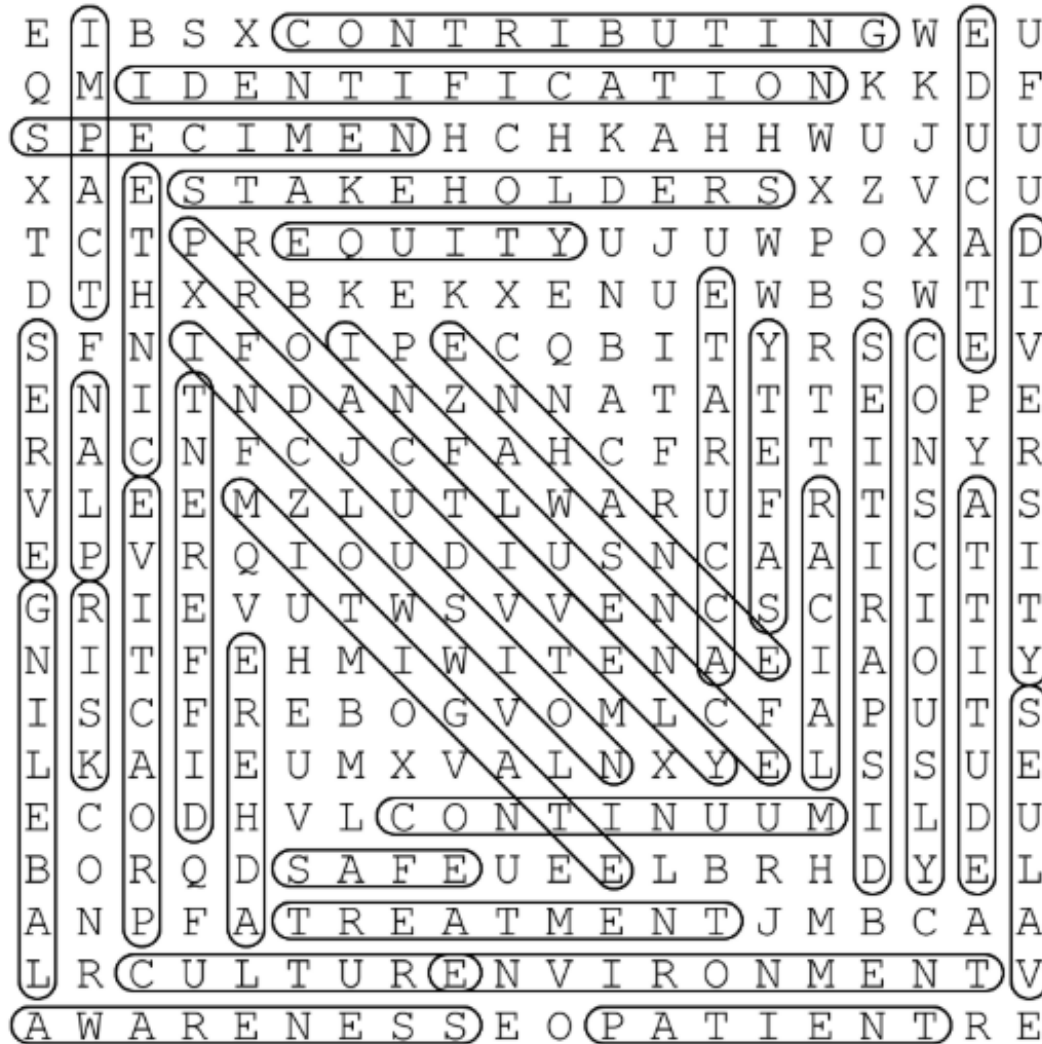 E I B S X C O N T R I B U T I N G W E U
Q M I D E N T I F I C A T I O N K K D F
S P E C I M E N H C H K A H H W U J U U
X A E S T A K E H O L D E R S X Z V C U
T C T P R E Q U I T Y U J U W P O X A D
D T H X R B K E K X E N U E W B S W T I
S F N I F O I P E C Q B I T Y R S C E V
E N I T N D A N Z N N A T A T T E O P E
R A C N F C J C F A H C F R E T I N Y R
V L E E M Z L U T L W A R U F R T S A S
E P V R Q I O U D I U S N C A A I C T I
G R I E V U T W S V V E N C S C R I T T
N I T F E H M I W I T E N A E I A O I Y
I S C F R E B O G V O M L C F A P U T S
L K A I E U M X V A L N X Y E L S S U E
E C O D H V L C O N T I N U U M I L D U
B O R Q D S A F E U E E L B R H D Y E L
A N P F A T R E A T M E N T J M B C A A
L R C U L T U R E N V I R O N M E N T V
A W A R E N E S S E O P A T I E N T R E